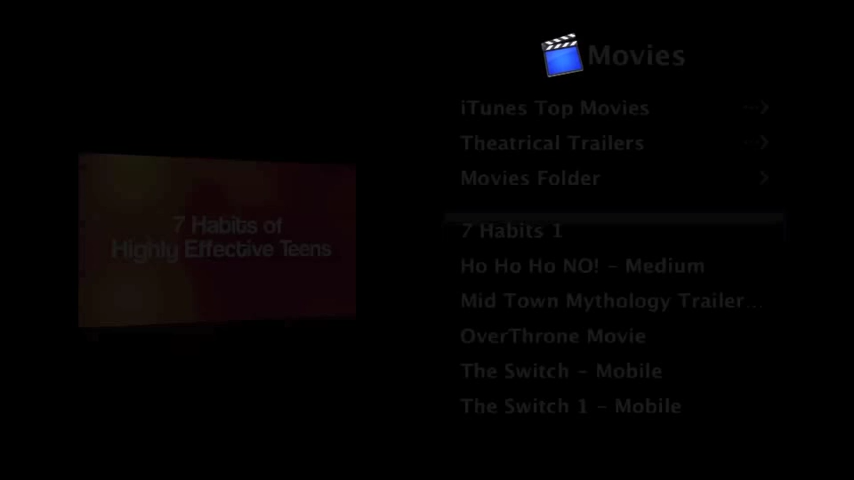 Movies
iTunes Top Movies
Theatrical Trailers
Movies Folder
7 Habits of
Highly Effective Teens
7 Habits 1
Ho Ho Ho NO! – Medium
Mid Town Mythology Trailer...
OverThrone Movie
The Switch – Mobile
The Switch 1 – Mobile